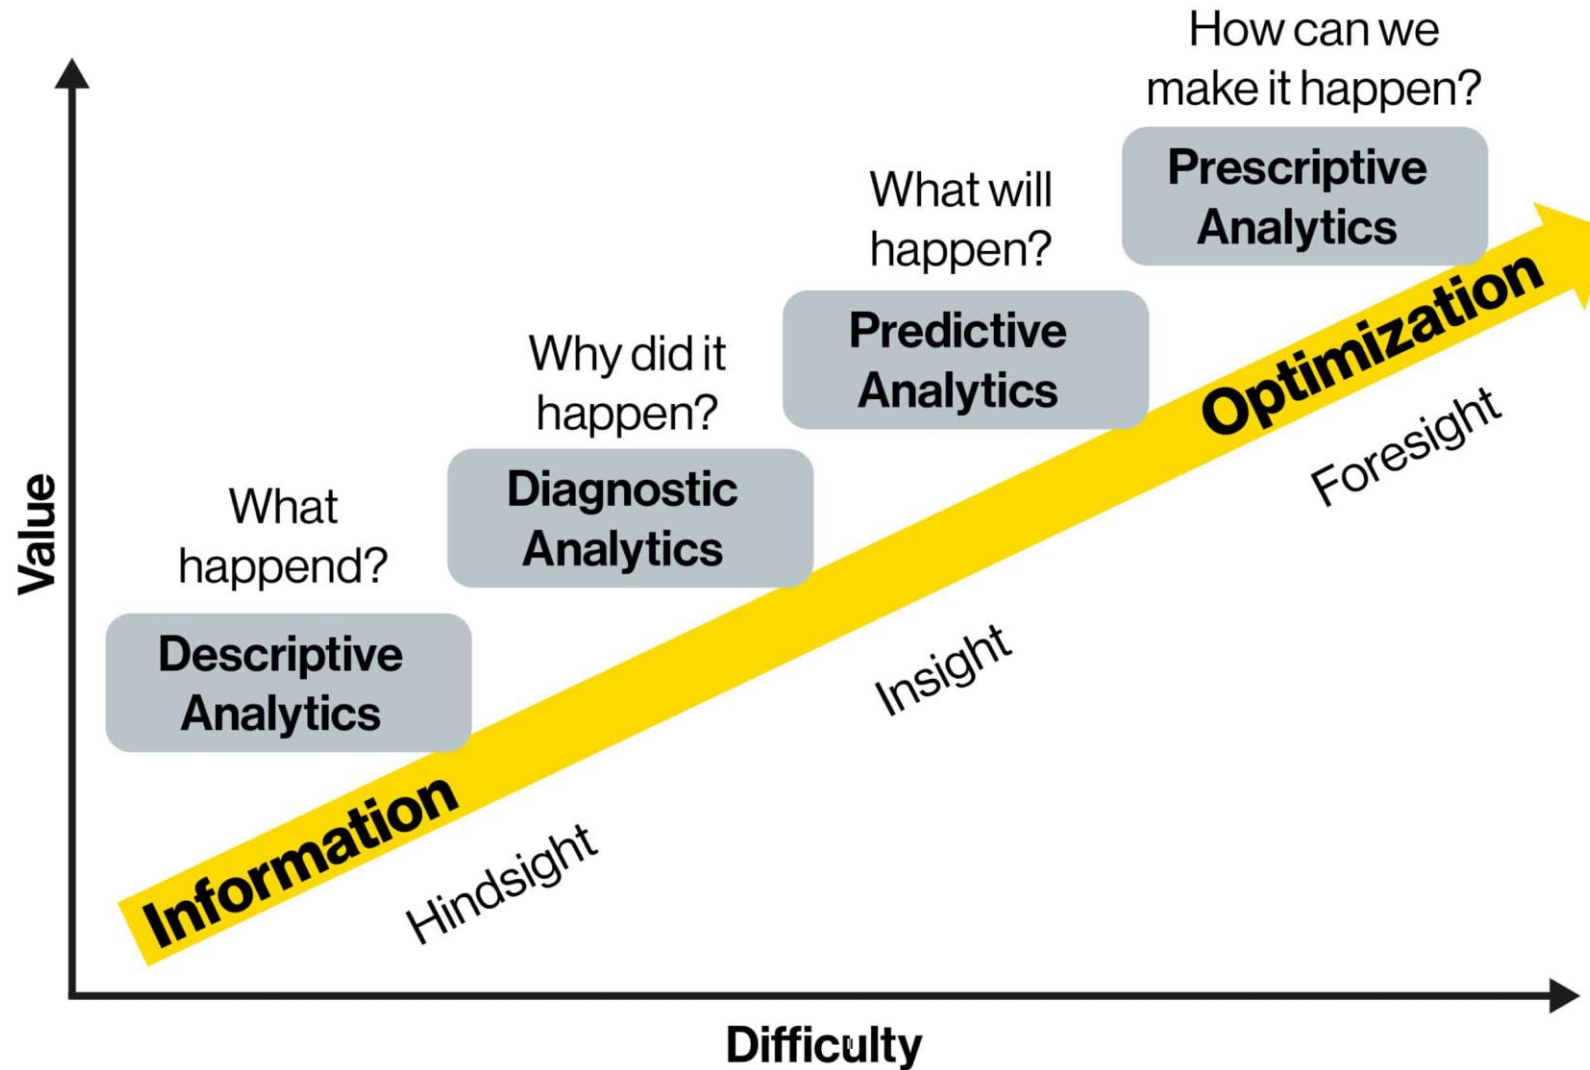 How can we
make it happen?
Prescriptive
Analytics
What will
happen?
Predictive
Analytics
Why did it
happen?
Diagnostic
Analytics
What
happend?
Descriptive
Analytics
Information
Optimization
Hindsight
Insight
Foresight
Value
Difficulty